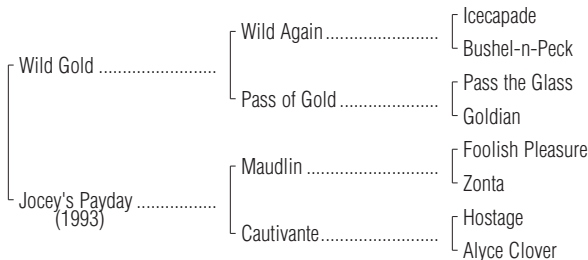 Icecapade
Wild Again
Bushel-n-Peck
Wild Gold
Pass the Glass
Pass of Gold
Goldian
Foolish Pleasure
Maudlin
Zonta
Jocey's Payday
(1993)
Hostage
Cautivante
Alyce Clover